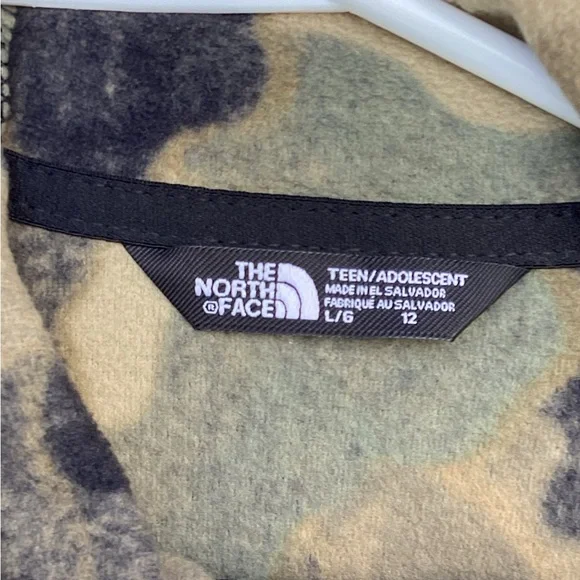 THE
NORTH
®FACE
TEEN/ADOLESCENT
MADE IN EL SALVADOR
FABRIQUÉ AU SALVADOR
L/G 12